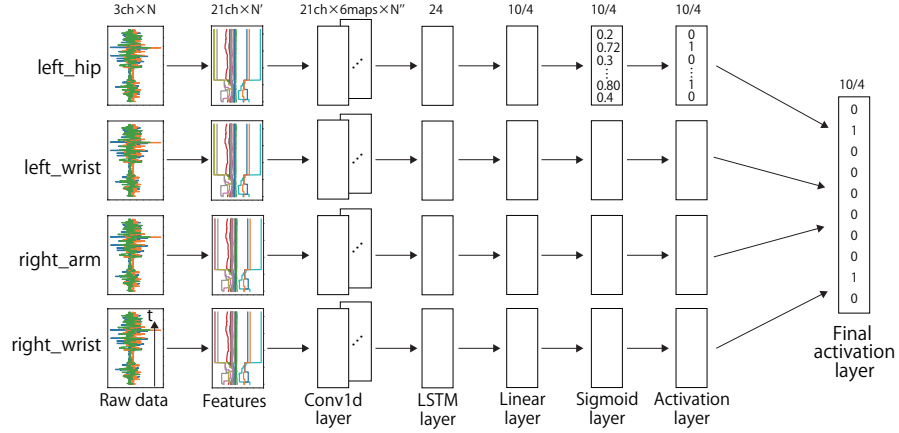 3ch×N
21ch×N'
21ch×6maps×N"
24
10/4
10/4
10/4
left_hip
0.2
0.72
0.3
0.80
0.4
0
1
0
1
0
10/4
0
1
0
0
0
0
0
0
1
0
left_wrist
right_arm
right_wrist
t
Raw data
Features
Conv1d
layer
LSTM
layer
Linear
layer
Sigmoid
layer
Activation
layer
Final
activation
layer